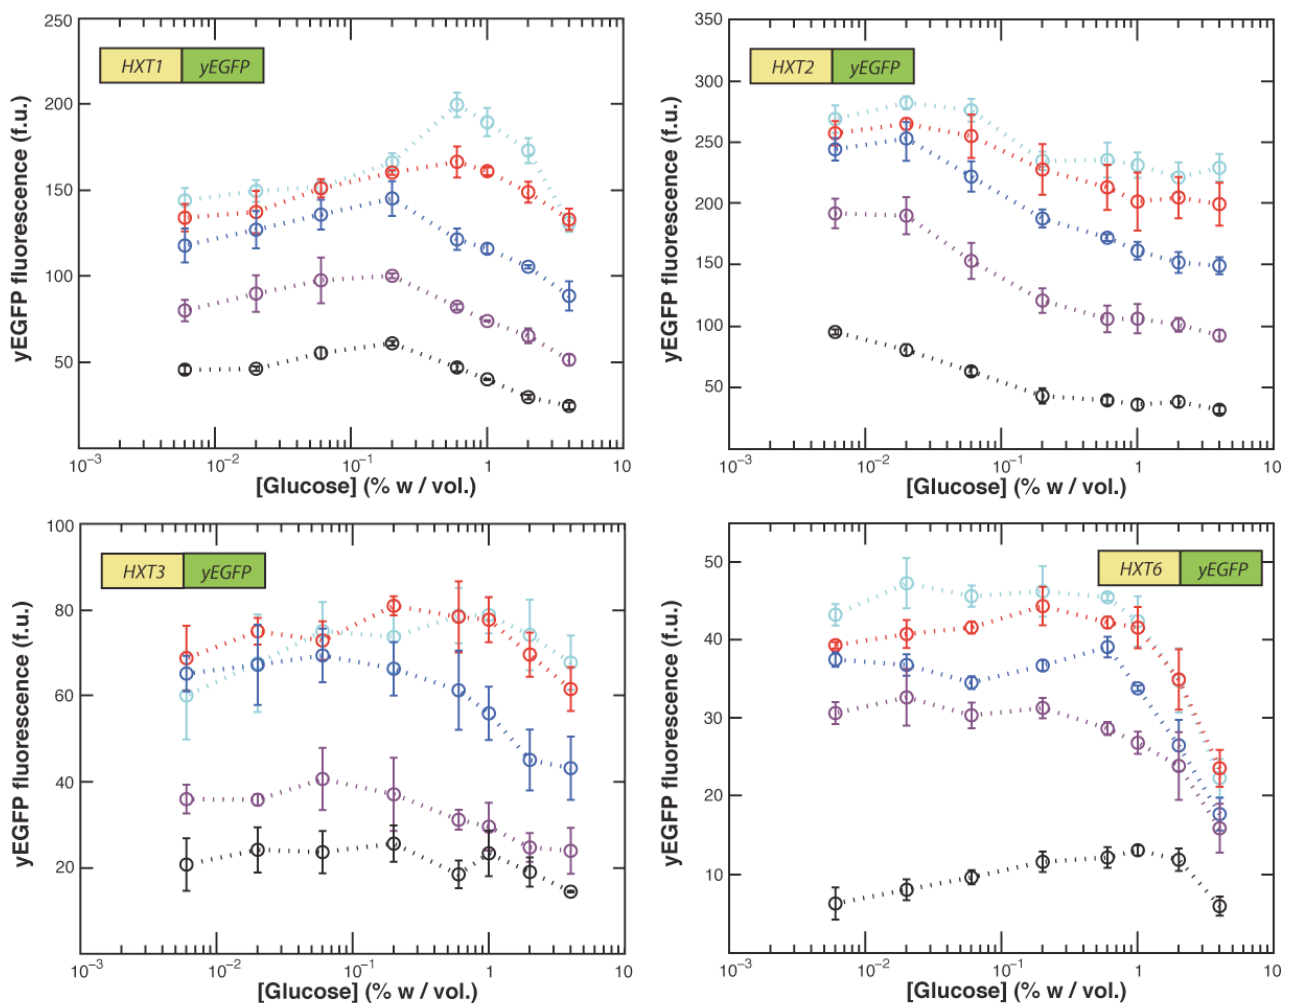 250
200
150
100
50
HXT1 yEGFP
yEGFP fluorescence (f.u.)
10⁻³ 10⁻² 10⁻¹ 1 10
[Glucose] (% w / vol.)
350
300
250
200
150
100
50
HXT2 yEGFP
yEGFP fluorescence (f.u.)
10⁻³ 10⁻² 10⁻¹ 1 10
[Glucose] (% w / vol.)
100
80
60
40
20
HXT3 yEGFP
yEGFP fluorescence (f.u.)
10⁻³ 10⁻² 10⁻¹ 1 10
[Glucose] (% w / vol.)
50
40
30
20
10
HXT6 yEGFP
yEGFP fluorescence (f.u.)
10⁻³ 10⁻² 10⁻¹ 1 10
[Glucose] (% w / vol.)